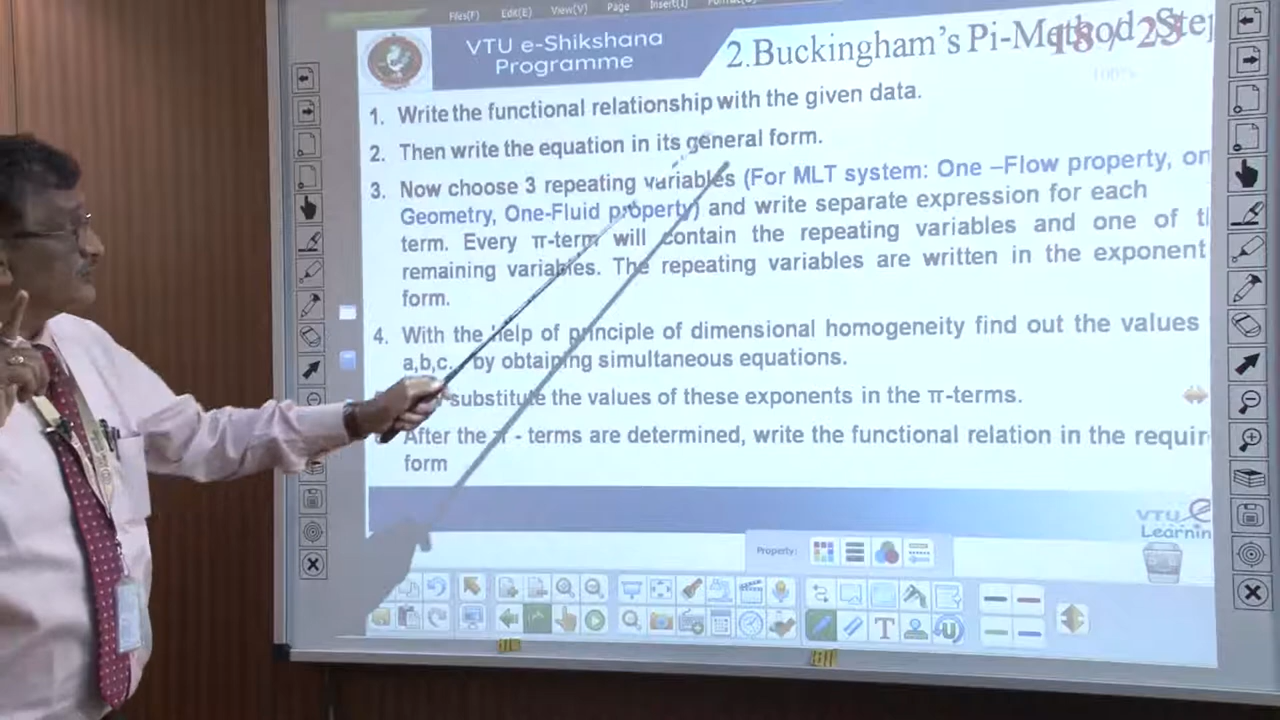 Files(F) Edit(E) View(V) Page Insert(I)
VTU e-Shikshana
Programme
2.Buckingham's Pi-Method Step
18 / 23
100%
1. Write the functional relationship with the given data.
2. Then write the equation in its general form.
3. Now choose 3 repeating variables (For MLT system: One –Flow property, on
Geometry, One-Fluid property) and write separate expression for each
term. Every π-term will contain the repeating variables and one of t
remaining variables. The repeating variables are written in the exponent
form.
4. With the help of principle of dimensional homogeneity find out the values
a,b,c.. by obtaining simultaneous equations.
substitute the values of these exponents in the π-terms.
After the π - terms are determined, write the functional relation in the requir
form
VTU e
Learnin
Property: